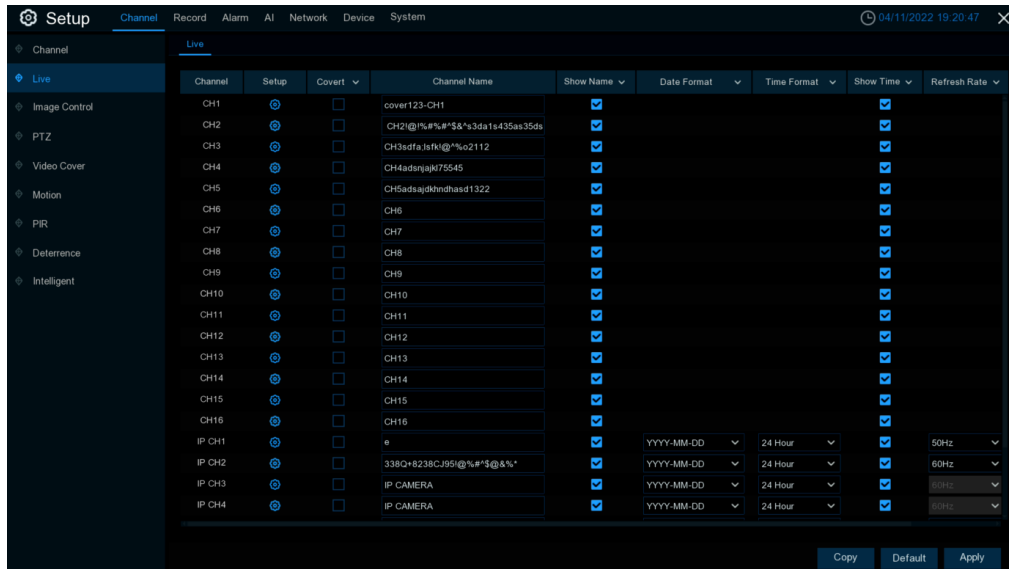 Setup Channel Record Alarm AI Network Device System 04/11/2022 19:20:47
Channel
Live
Image Control
PTZ
Video Cover
Motion
PIR
Deterrence
Intelligent
Live
Channel Setup Covert Channel Name Show Name Date Format Time Format Show Time Refresh Rate
CH1 cover123-CH1
CH2 CH2!@!%#%#^$&^s3da1s435as35ds
CH3 CH3sdfa;lsfk!@^%o2112
CH4 CH4adsnjajkl75545
CH5 CH5adsajdkhndhasd1322
CH6 CH6
CH7 CH7
CH8 CH8
CH9 CH9
CH10 CH10
CH11 CH11
CH12 CH12
CH13 CH13
CH14 CH14
CH15 CH15
CH16 CH16
IP CH1 e YYYY-MM-DD 24 Hour 50Hz
IP CH2 338Q+8238CJ95!@%#^$@&%* YYYY-MM-DD 24 Hour 60Hz
IP CH3 IP CAMERA YYYY-MM-DD 24 Hour 60Hz
IP CH4 IP CAMERA YYYY-MM-DD 24 Hour 60Hz
Copy Default Apply